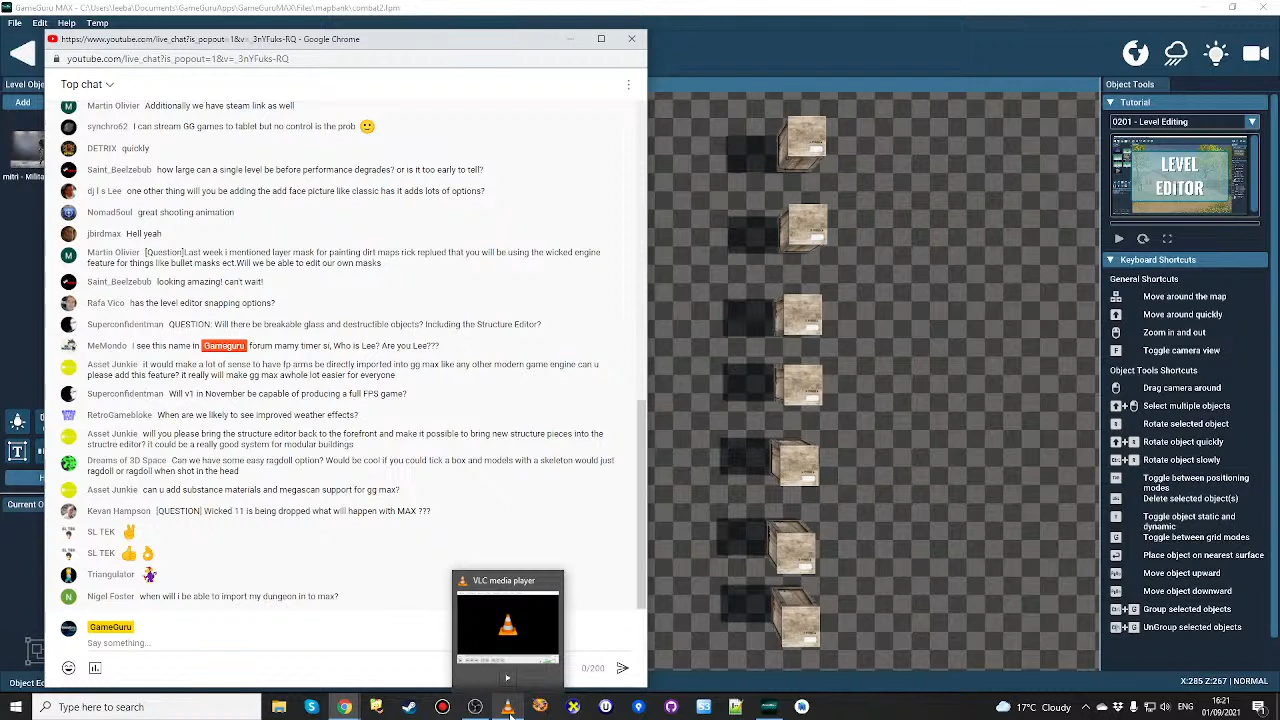 GameGuru MAX - C:\Users\leeba\Documents\GameGuruApps\GameGuruMAX\Files\mapbank\combat2.fpm
File Edit Help Temp
https://www.youtube.com/live_chat?is_popout=1&v=_3nYFuks-RQ - Google Chrome
youtube.com/live_chat?is_popout=1&v=_3nYFuks-RQ
Top chat
Martin Olivier Additionally we have steam link as well
synchro62 I can stream GG games to tablet but no control is the prob
DETRIX quickly
Saint_Beelzebub how large can a single level be before performance degrades? or is it too early to tell?
dj l s Lee one other thing will you be adding the add face picture like classic has it adds lots of options?
Nomad5oul great shooting animation
jbirdmax Hell yeah
Martin Olivier [Question]Last week i mentioned layer mask for painting dirt maps rick replued that you will be using the wicked engine
feature for things like bullet masks ect.Will we be able to edit our own masks
Saint_Beelzebub looking amazing! can't wait!
Rafa Vico has the level editor snapping options?
Superconfidentman QUESTION: Will there be breakable glass and destructible objects? Including the Structure Editor?
MeMondo I see this name in Gameguru forum mamy timer si, Who is Lee? Are you Lee???
Asset Junkie it would make a lot of sense to have fp arms be directly imported into gg max like any other modern game engine can u
please add this feature? it really will make gg max awhole lot easier for everyone
Superconfidentman Will v1 in November be capable of producing a full FPS game?
RetroGamebloke When are we likely to see improved weather effects?
Asset Junkie will you please bring the structure editor back to the forefront and make it possible to bring new structure pieces into the
structre editor? it could be a really good system for modular buildings
Dreams of 3D Space Can we have some easy ragdoll option? Would be cool if you could tick a box and models with a skeleton would just
ragdoll or ragdoll when shot in the head
Asset Junkie can u add substance materials and megascan support for gg max?
Kevan Hampson [QUESTION] Wicked 11 is being dropped what will happen with MAX ???
SL TEK
SL TEK
Triangulator
Nigel Foster when will i be able to import my dungeon in to max?
GameGuru
Say something...
0/200
VLC media player
Level Obje
Add
mitri - Milita
Current O
Object Edi
Object Tools
Tutorial
0201 - Level Editing
LEVEL
EDITOR
Keyboard Shortcuts
General Shortcuts
Move around the map
Move around quickly
Zoom in and out
F Toggle camera view
Object Tools Shortcuts
Drag camera around
Select multiple objects
R Rotate selected object
Rotate object quickly
Rotate object slowly
Toggle between positioning
modes
Delete selected object(s)
Toggle object static and
dynamic
G Toggle between grid modes
Place object on nearest surface
Move object upward
Move object downward
Group selected objects
UnGroup selected objects
X:285 Z:267 | NORMAL
Type here to search
17°C Cloudy
16:21
01/09/2021